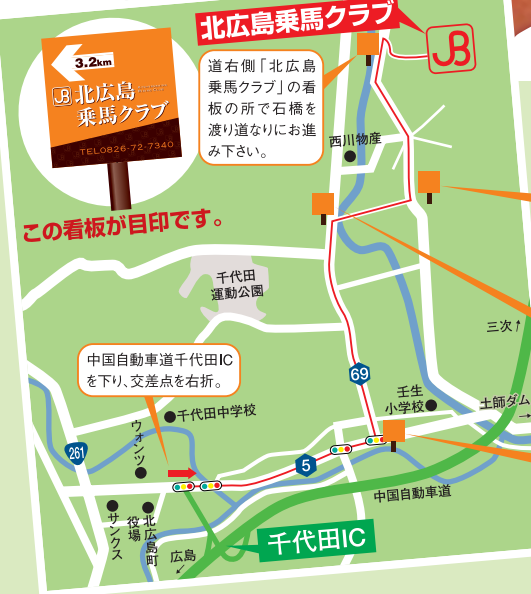 北広島乗馬クラブ
JB
3.2km
JB 北広島
乗馬クラブ
TEL0826-72-7340
道右側「北広島
乗馬クラブ」の看
板の所で石橋を
渡り道なりにお進
み下さい。
西川物産
この看板が目印です。
千代田
運動公園
三次↑
中国自動車道千代田IC
を下り、交差点を右折。
69
壬生
小学校
土師ダム
→
千代田中学校
ウォンツ
261
5
中国自動車道
サンクス
北広島町
役場
千代田IC
広島
↙